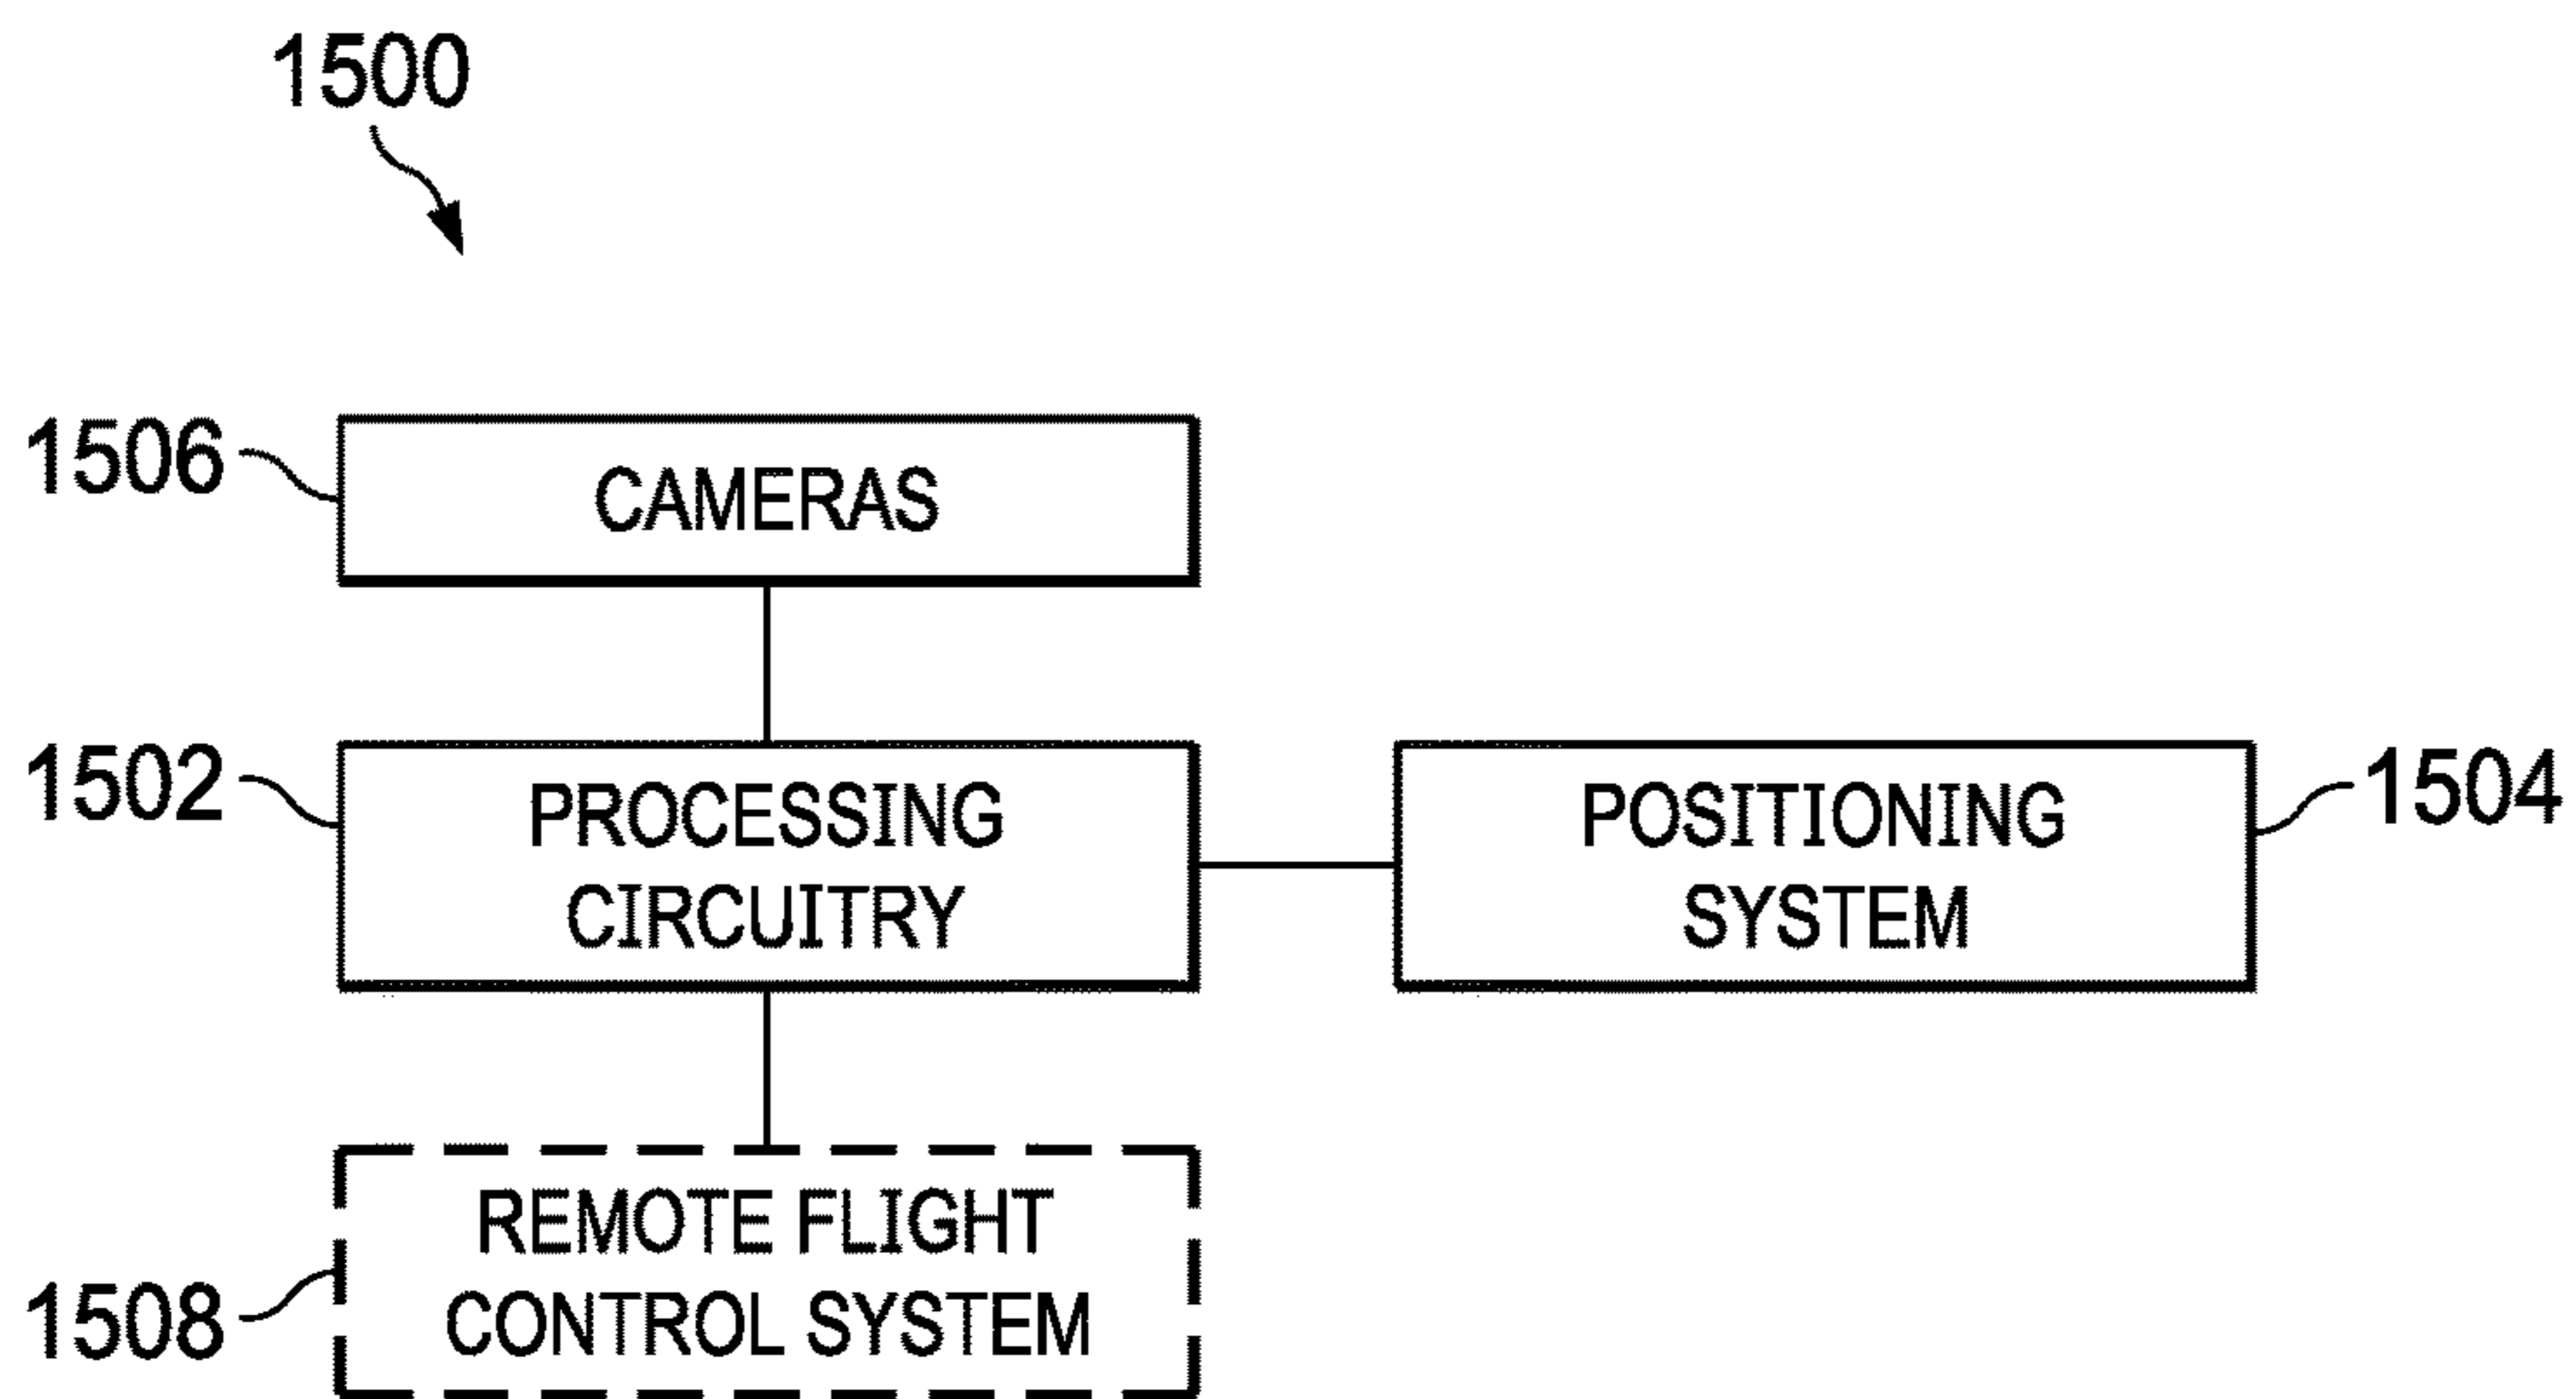 1500
1506
CAMERAS
1502
PROCESSING
CIRCUITRY
POSITIONING
SYSTEM
1504
REMOTE FLIGHT
CONTROL SYSTEM
1508